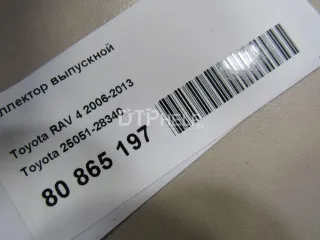 ллектор выпускной
Toyota RAV 4 2006-2013
Toyota 25051-28340
80 865 197